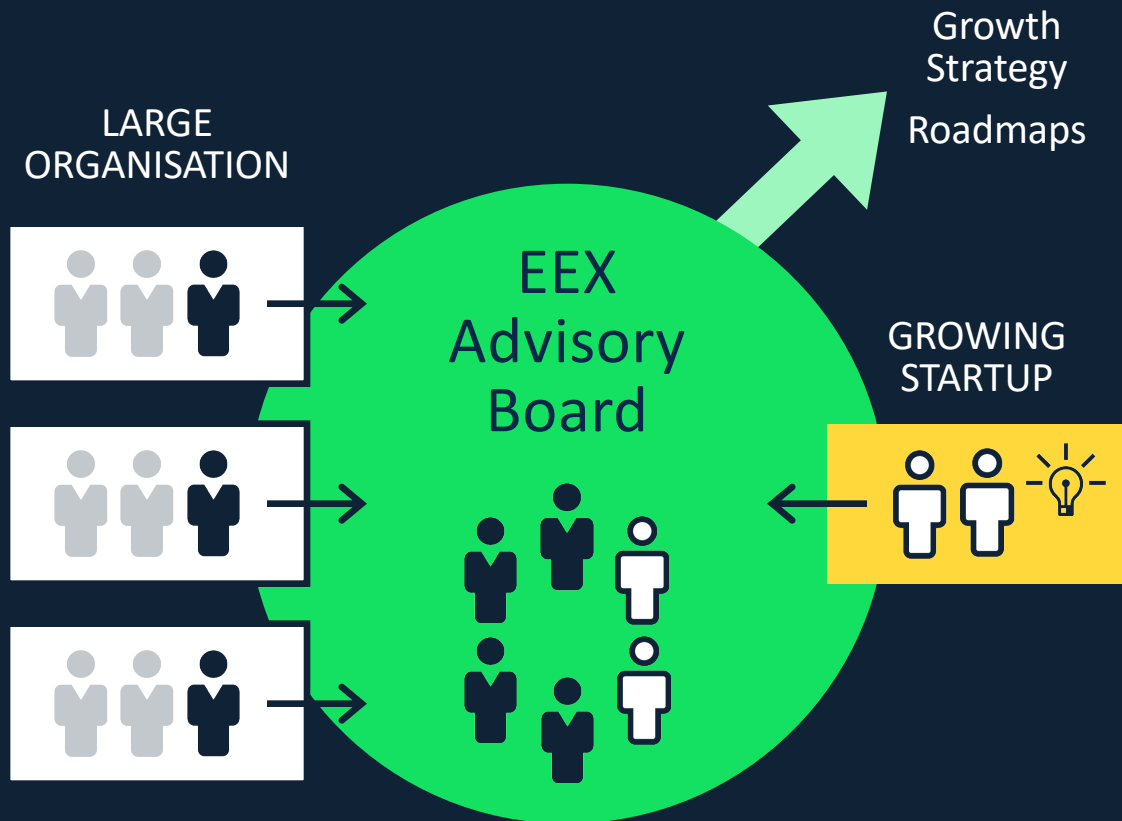 LARGE
ORGANISATION
EEX
Advisory
Board
Growth
Strategy
Roadmaps
GROWING
STARTUP